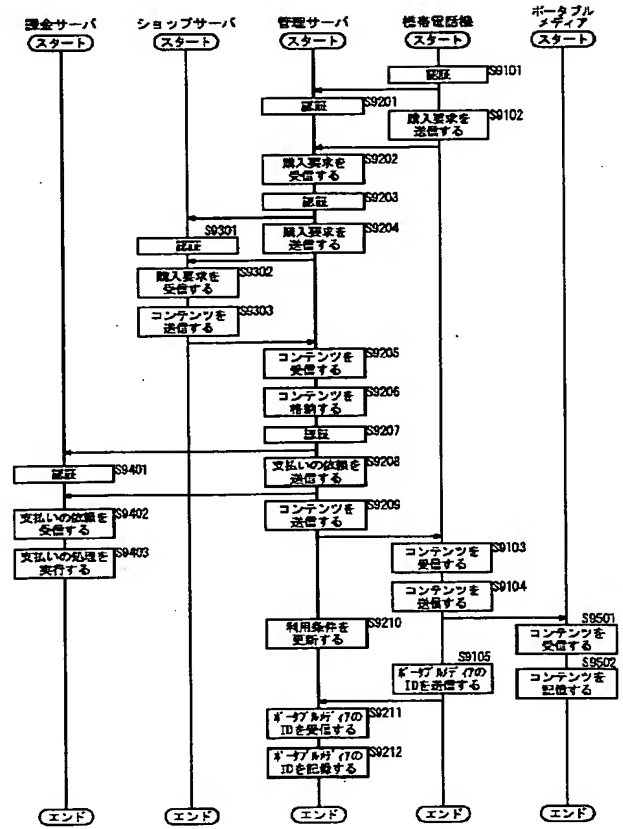 課金サーバ
ショップサーバ
管理サーバ
携帯電話機
ポータブル
メディア
スタート
スタート
スタート
スタート
スタート
認証
S9101
認証
S9201
購入要求を
送信する
S9102
購入要求を
受信する
S9202
認証
S9203
購入要求を
送信する
S9204
S9301
認証
購入要求を
受信する
S9302
コンテンツを
送信する
S9303
コンテンツを
受信する
S9205
コンテンツを
格納する
S9206
認証
S9207
支払いの依頼を
送信する
S9208
認証
S9401
コンテンツを
送信する
S9209
支払いの依頼を
受信する
S9402
支払いの処理を
実行する
S9403
コンテンツを
受信する
S9103
コンテンツを
送信する
S9104
利用条件を
更新する
S9210
S9501
コンテンツを
受信する
S9502
コンテンツを
記憶する
S9105
ポータブルメディアの
IDを送信する
ポータブルメディアの
IDを受信する
S9211
ポータブルメディアの
IDを記録する
S9212
エンド
エンド
エンド
エンド
エンド